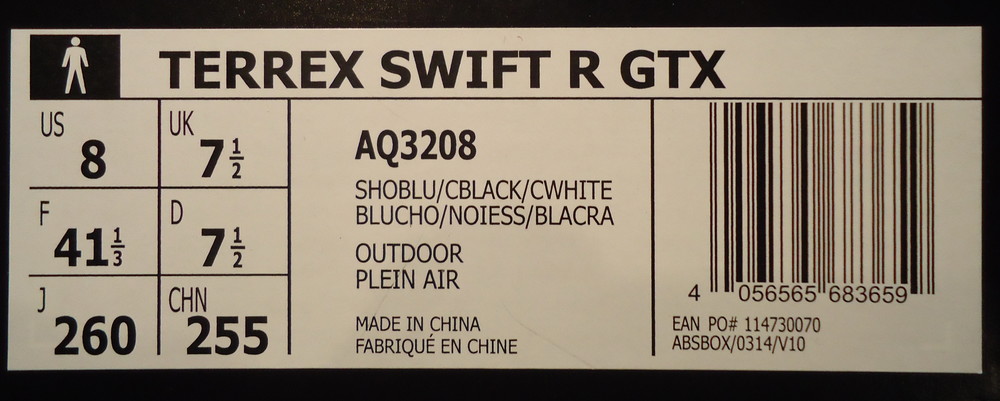 TERREX SWIFT R GTX
US
8
UK
7 1/2
F
41 1/3
D
7 1/2
J
260
CHN
255
AQ3208
SHOBLU/CBLACK/CWHITE
BLUCHO/NOIESS/BLACRA
OUTDOOR
PLEIN AIR
MADE IN CHINA
FABRIQUÉ EN CHINE
4 056565 683659
EAN PO# 114730070
ABSBOX/0314/V10